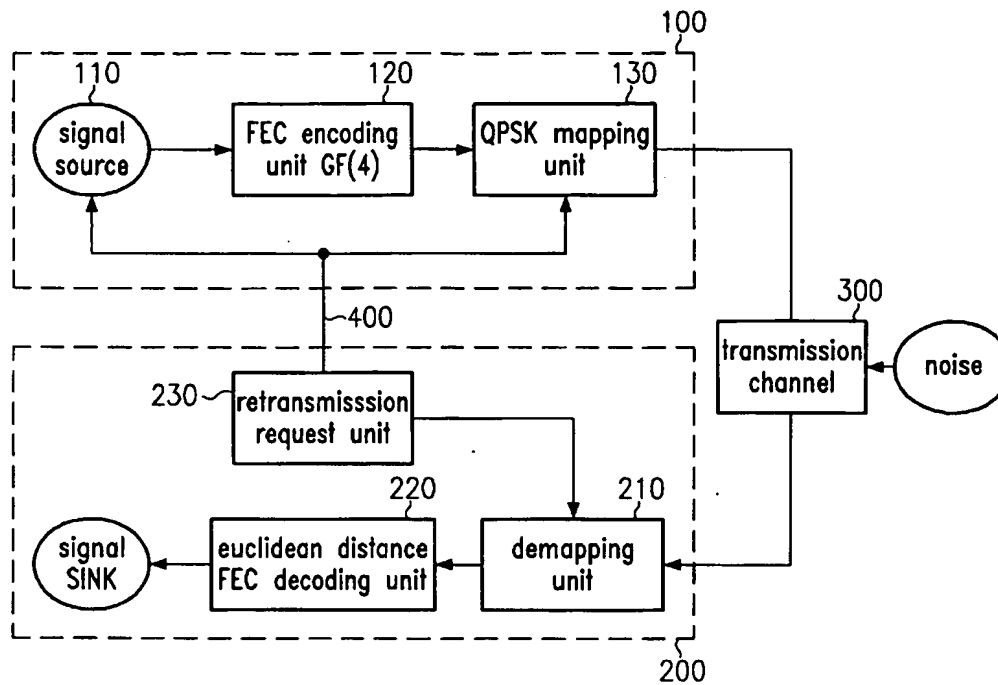 100
110
120
130
signal
source
FEC encoding
unit GF(4)
QPSK mapping
unit
400
300
transmission
channel
noise
230
retransmisssion
request unit
220
210
signal
SINK
euclidean distance
FEC decoding unit
demapping
unit
200